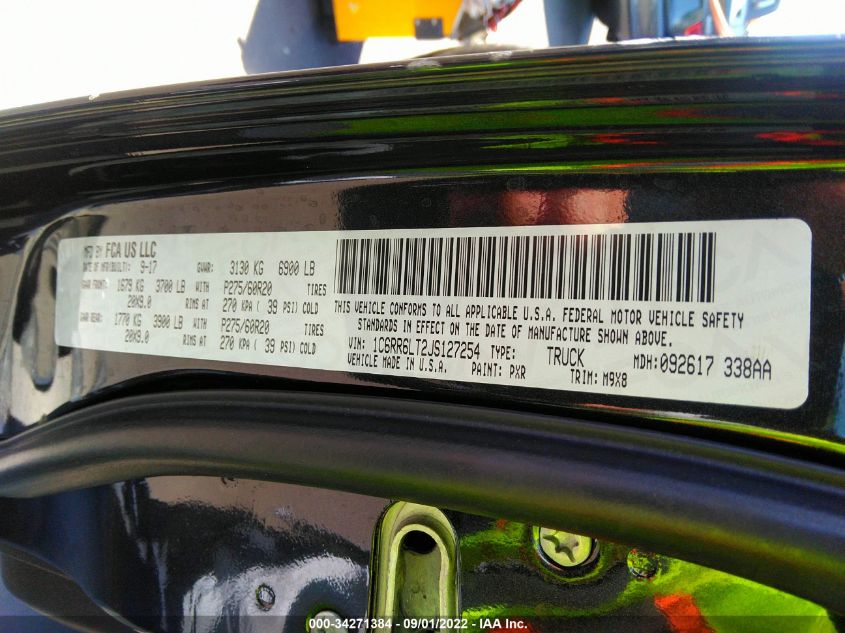 MFD BY FCA US LLC
DATE OF MFR(BUILT): 9-17 GVWR: 3130 KG 6900 LB
GAWR FRONT: 1679 KG 3700 LB WITH P275/60R20 TIRES
20X9.0 RIMS AT 270 KPA ( 39 PSI) COLD
GAWR REAR: 1770 KG 3900 LB WITH P275/60R20 TIRES
20X9.0 RIMS AT 270 KPA ( 39 PSI) COLD
THIS VEHICLE CONFORMS TO ALL APPLICABLE U.S.A. FEDERAL MOTOR VEHICLE SAFETY
STANDARDS IN EFFECT ON THE DATE OF MANUFACTURE SHOWN ABOVE.
VIN: 1C6RR6LT2JS127254 TYPE: TRUCK MDH:092617 338AA
VEHICLE MADE IN U.S.A. PAINT: PXR TRIM: M9X8
000-34271384 - 09/01/2022 - IAA Inc.